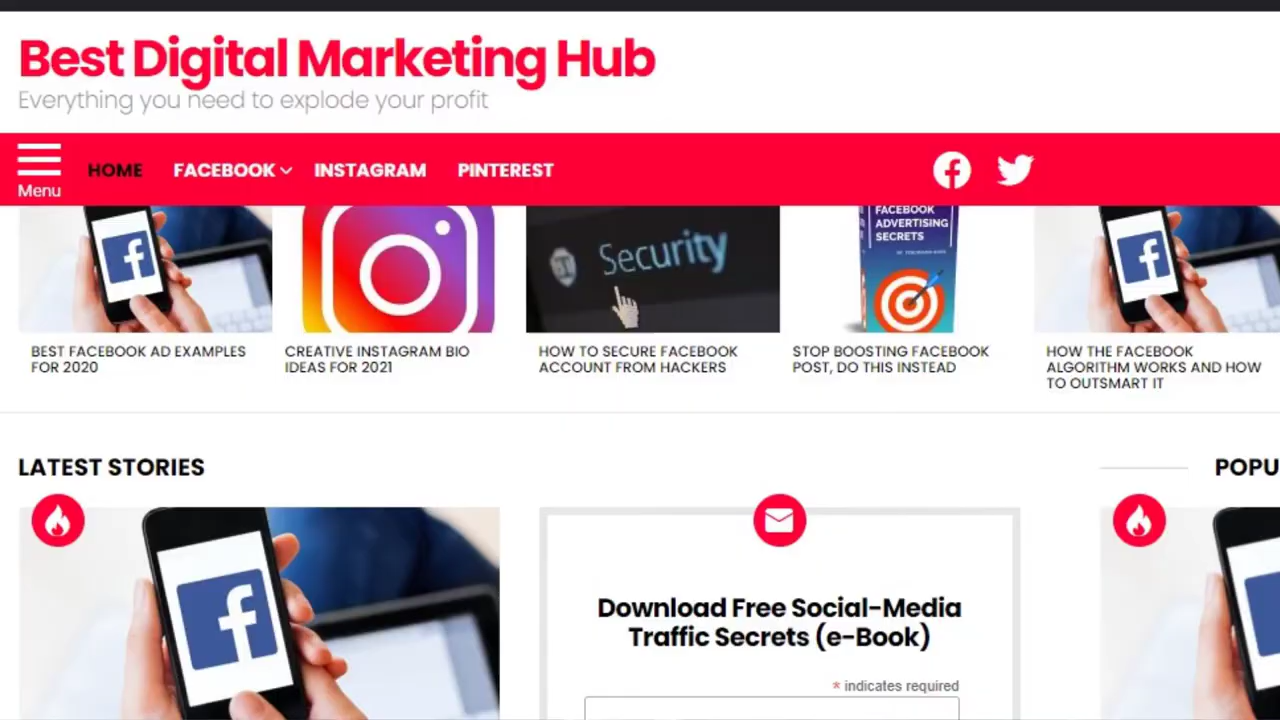 Best Digital Marketing Hub
Everything you need to explode your profit
Menu
HOME
FACEBOOK
INSTAGRAM
PINTEREST
Security
FACEBOOK
ADVERTISING
SECRETS
BEST FACEBOOK AD EXAMPLES
FOR 2020
CREATIVE INSTAGRAM BIO
IDEAS FOR 2021
HOW TO SECURE FACEBOOK
ACCOUNT FROM HACKERS
STOP BOOSTING FACEBOOK
POST, DO THIS INSTEAD
HOW THE FACEBOOK
ALGORITHM WORKS AND HOW
TO OUTSMART IT
LATEST STORIES
POPU
Download Free Social-Media
Traffic Secrets (e-Book)
* indicates required